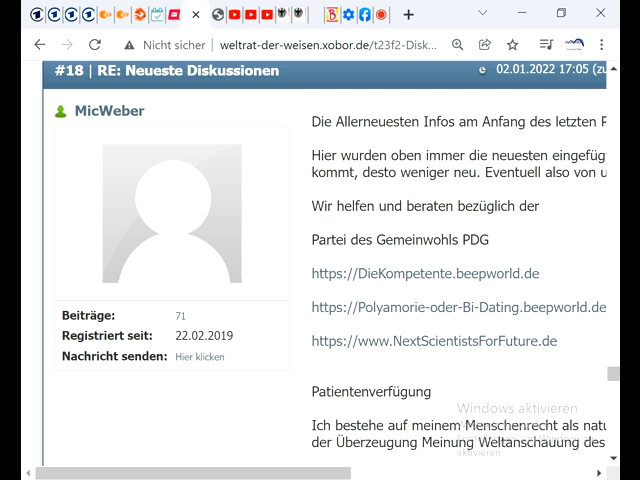 Nicht sicher | weltrat-der-weisen.xobor.de/t23f2-Disk...
#18 | RE: Neueste Diskussionen
02.01.2022 17:05 (zu
MicWeber
Die Allerneuesten Infos am Anfang des letzten P
Hier wurden oben immer die neuesten eingefüg
kommt, desto weniger neu. Eventuell also von u
Wir helfen und beraten bezüglich der
Partei des Gemeinwohls PDG
https://DieKompetente.beepworld.de
https://Polyamorie-oder-Bi-Dating.beepworld.de
https://www.NextScientistsForFuture.de
Beiträge: 71
Registriert seit: 22.02.2019
Nachricht senden: Hier klicken
Patientenverfügung
Ich bestehe auf meinem Menschenrecht als natu
der Überzeugung Meinung Weltanschauung des
Windows aktivieren
aktivieren.